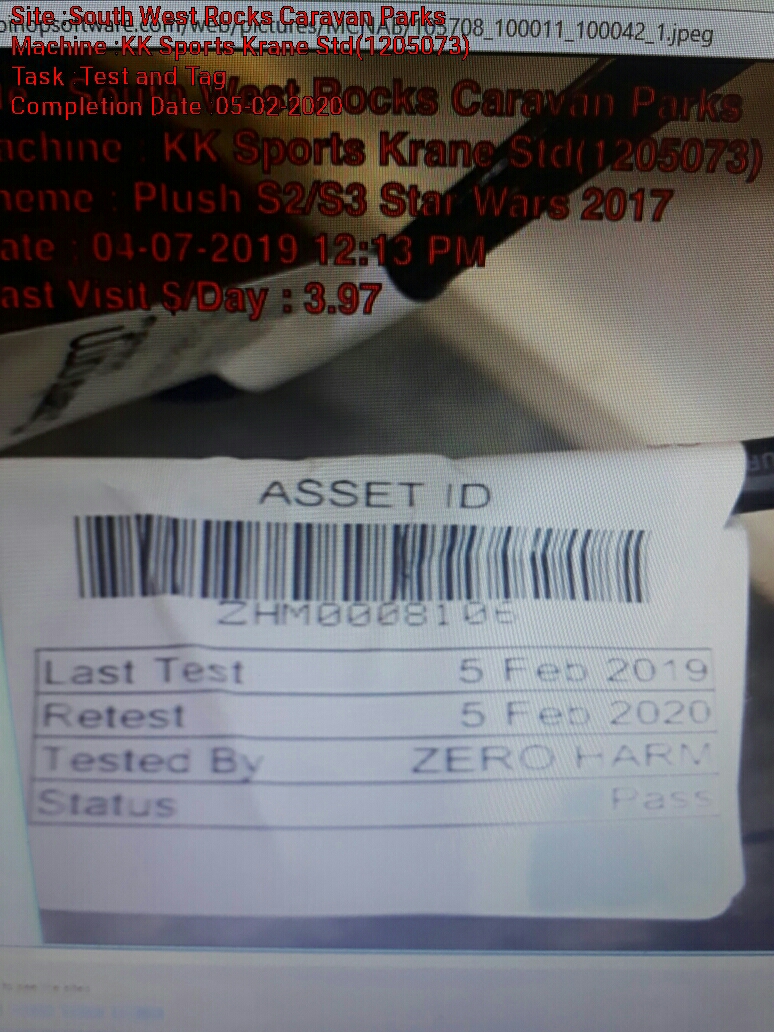 Site :South West Rocks Caravan Parks
Machine :KK Sports Krane Std(1205073)
Task :Test and Tag
Completion Date :05-02-2020
_100011_100042_1.jpeg
South West Rocks Caravan Parks
achine : KK Sports Krane Std(1205073)
heme : Plush S2/S3 Star Wars 2017
ate : 04-07-2019 12:13 PM
ast Visit $/Day : 3.97
ASSET ID
ZHM0008106
Last Test 5 Feb 2019
Retest 5 Feb 2020
Tested By ZERO HARM
Status Pass